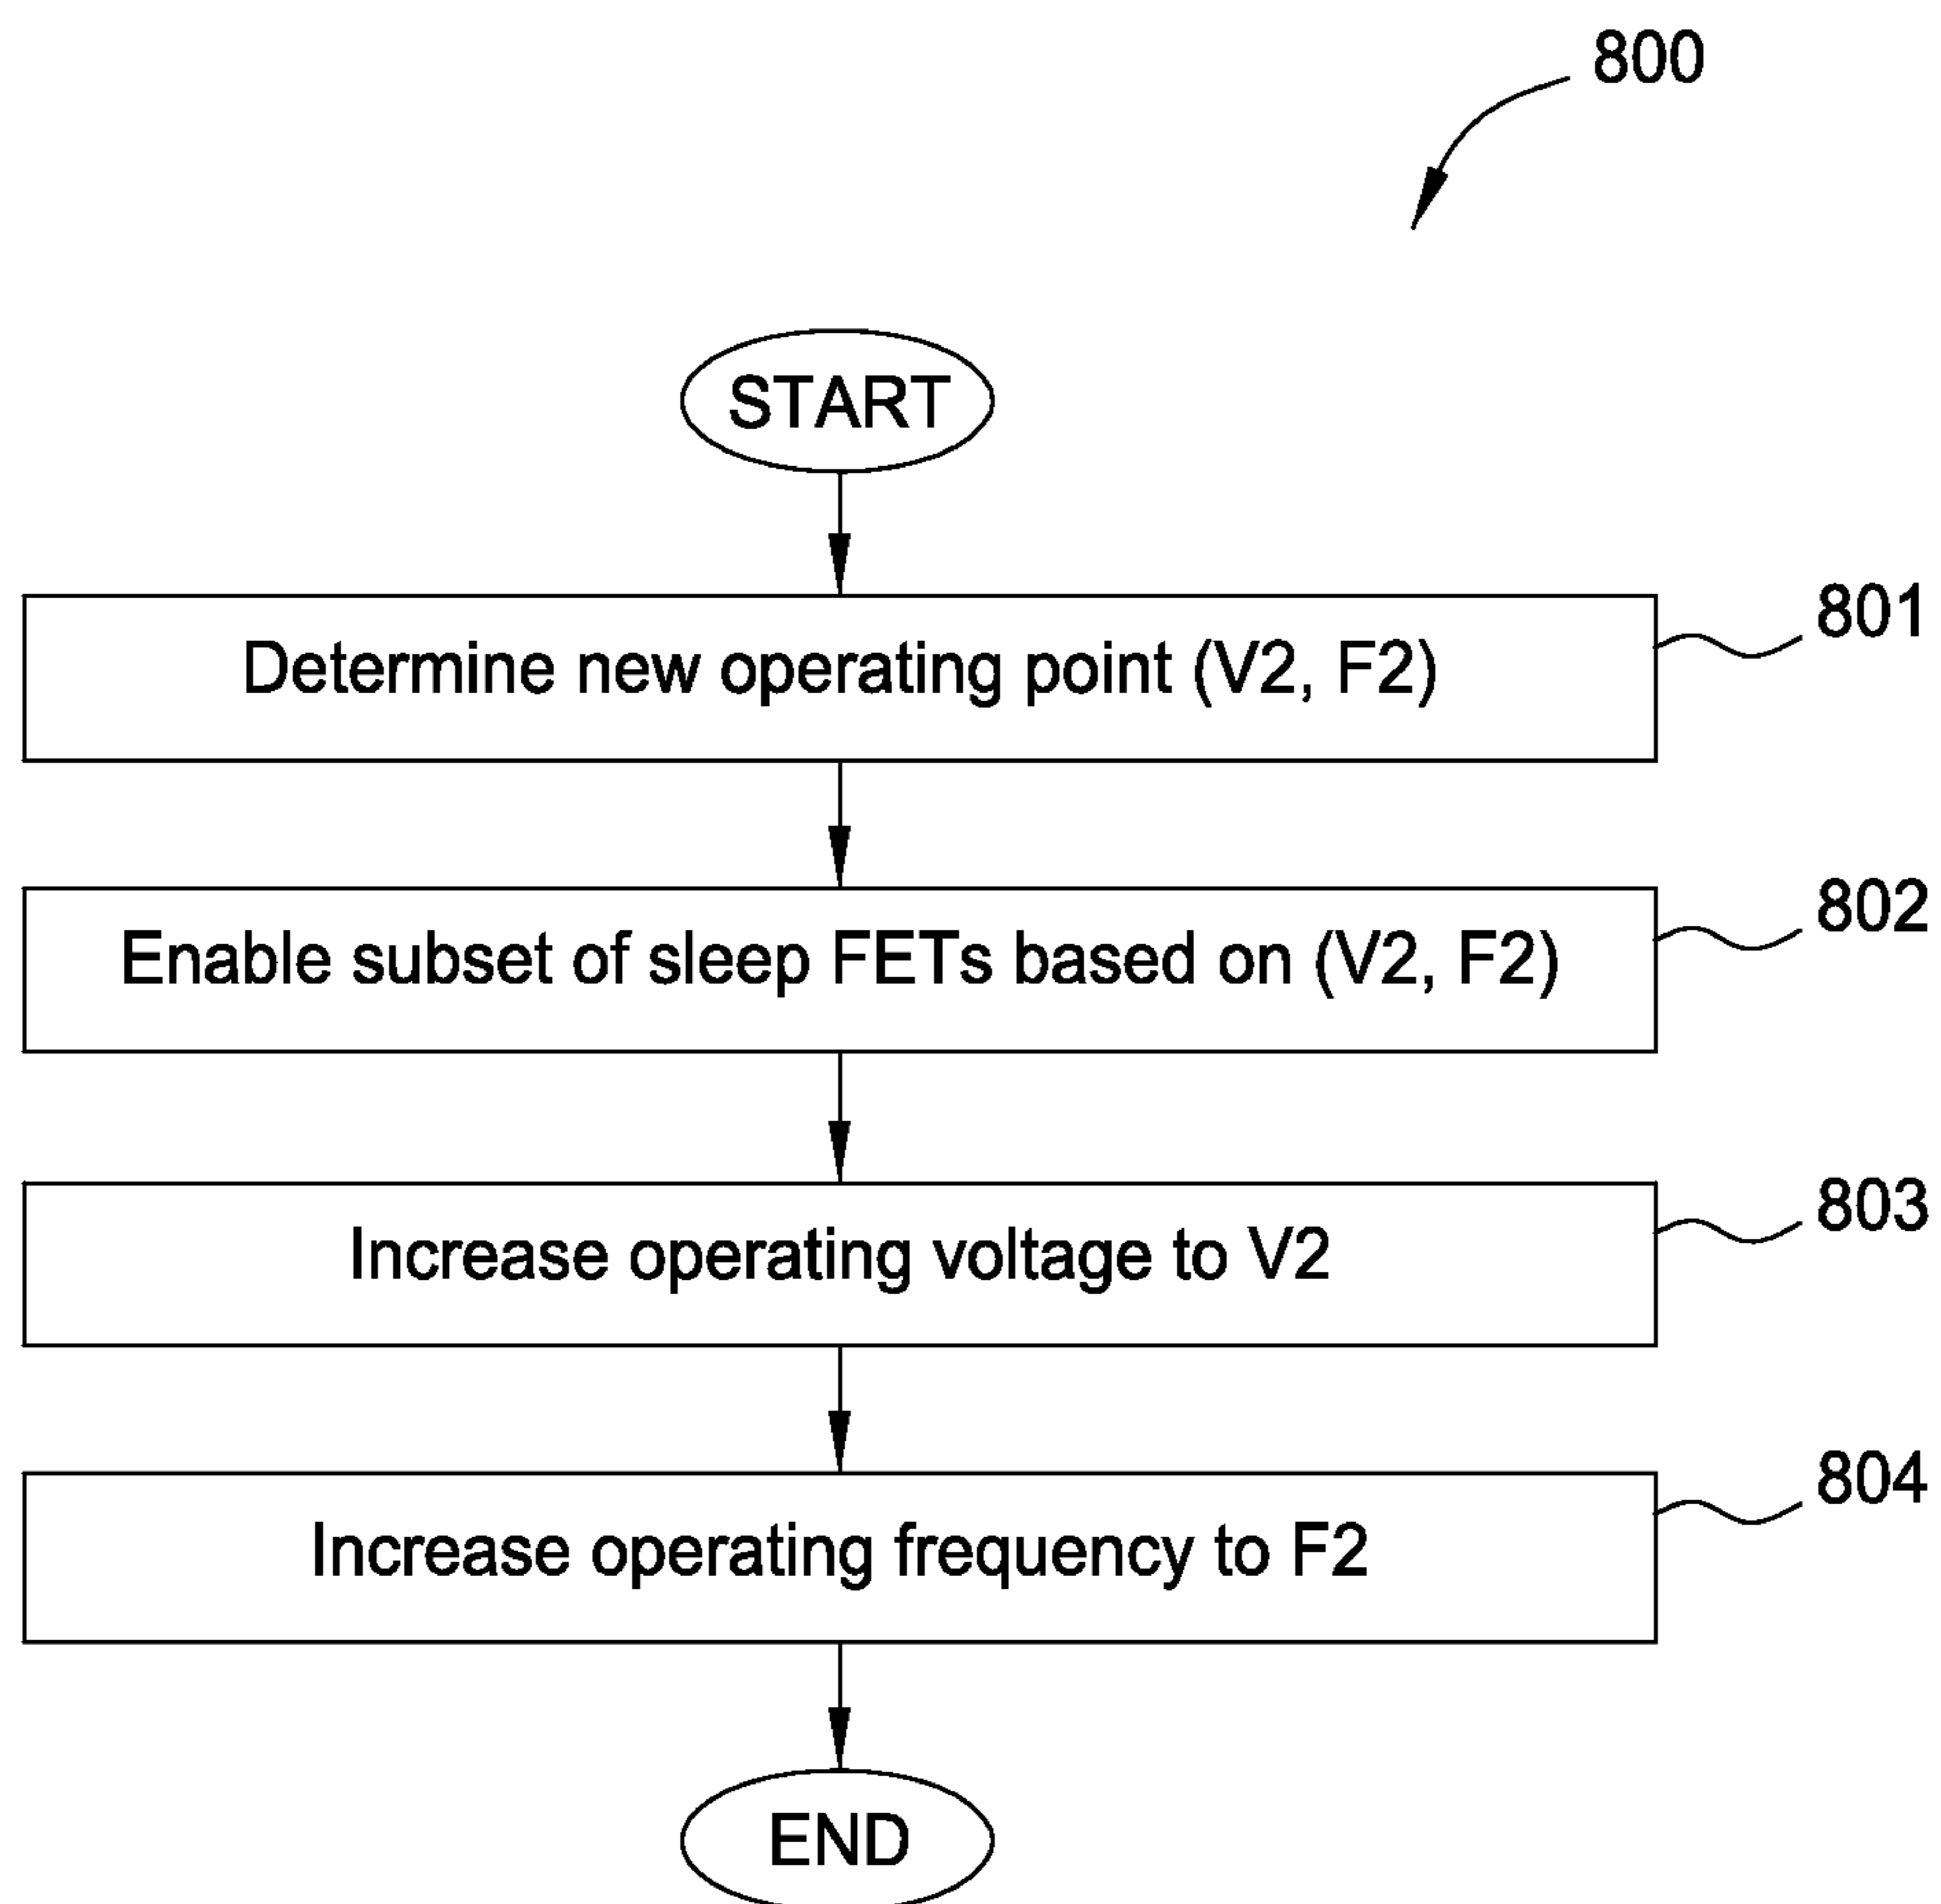 800
START
Determine new operating point (V2, F2)
801
Enable subset of sleep FETs based on (V2, F2)
802
Increase operating voltage to V2
803
Increase operating frequency to F2
804
END